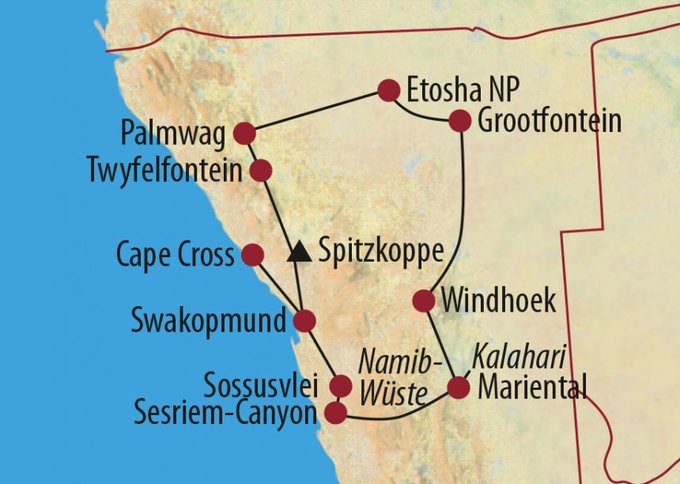 Etosha NP
Grootfontein
Palmwag
Twyfelfontein
Cape Cross
Spitzkoppe
Swakopmund
Windhoek
Namib-
Wüste
Kalahari
Sossusvlei
Mariental
Sesriem-Canyon